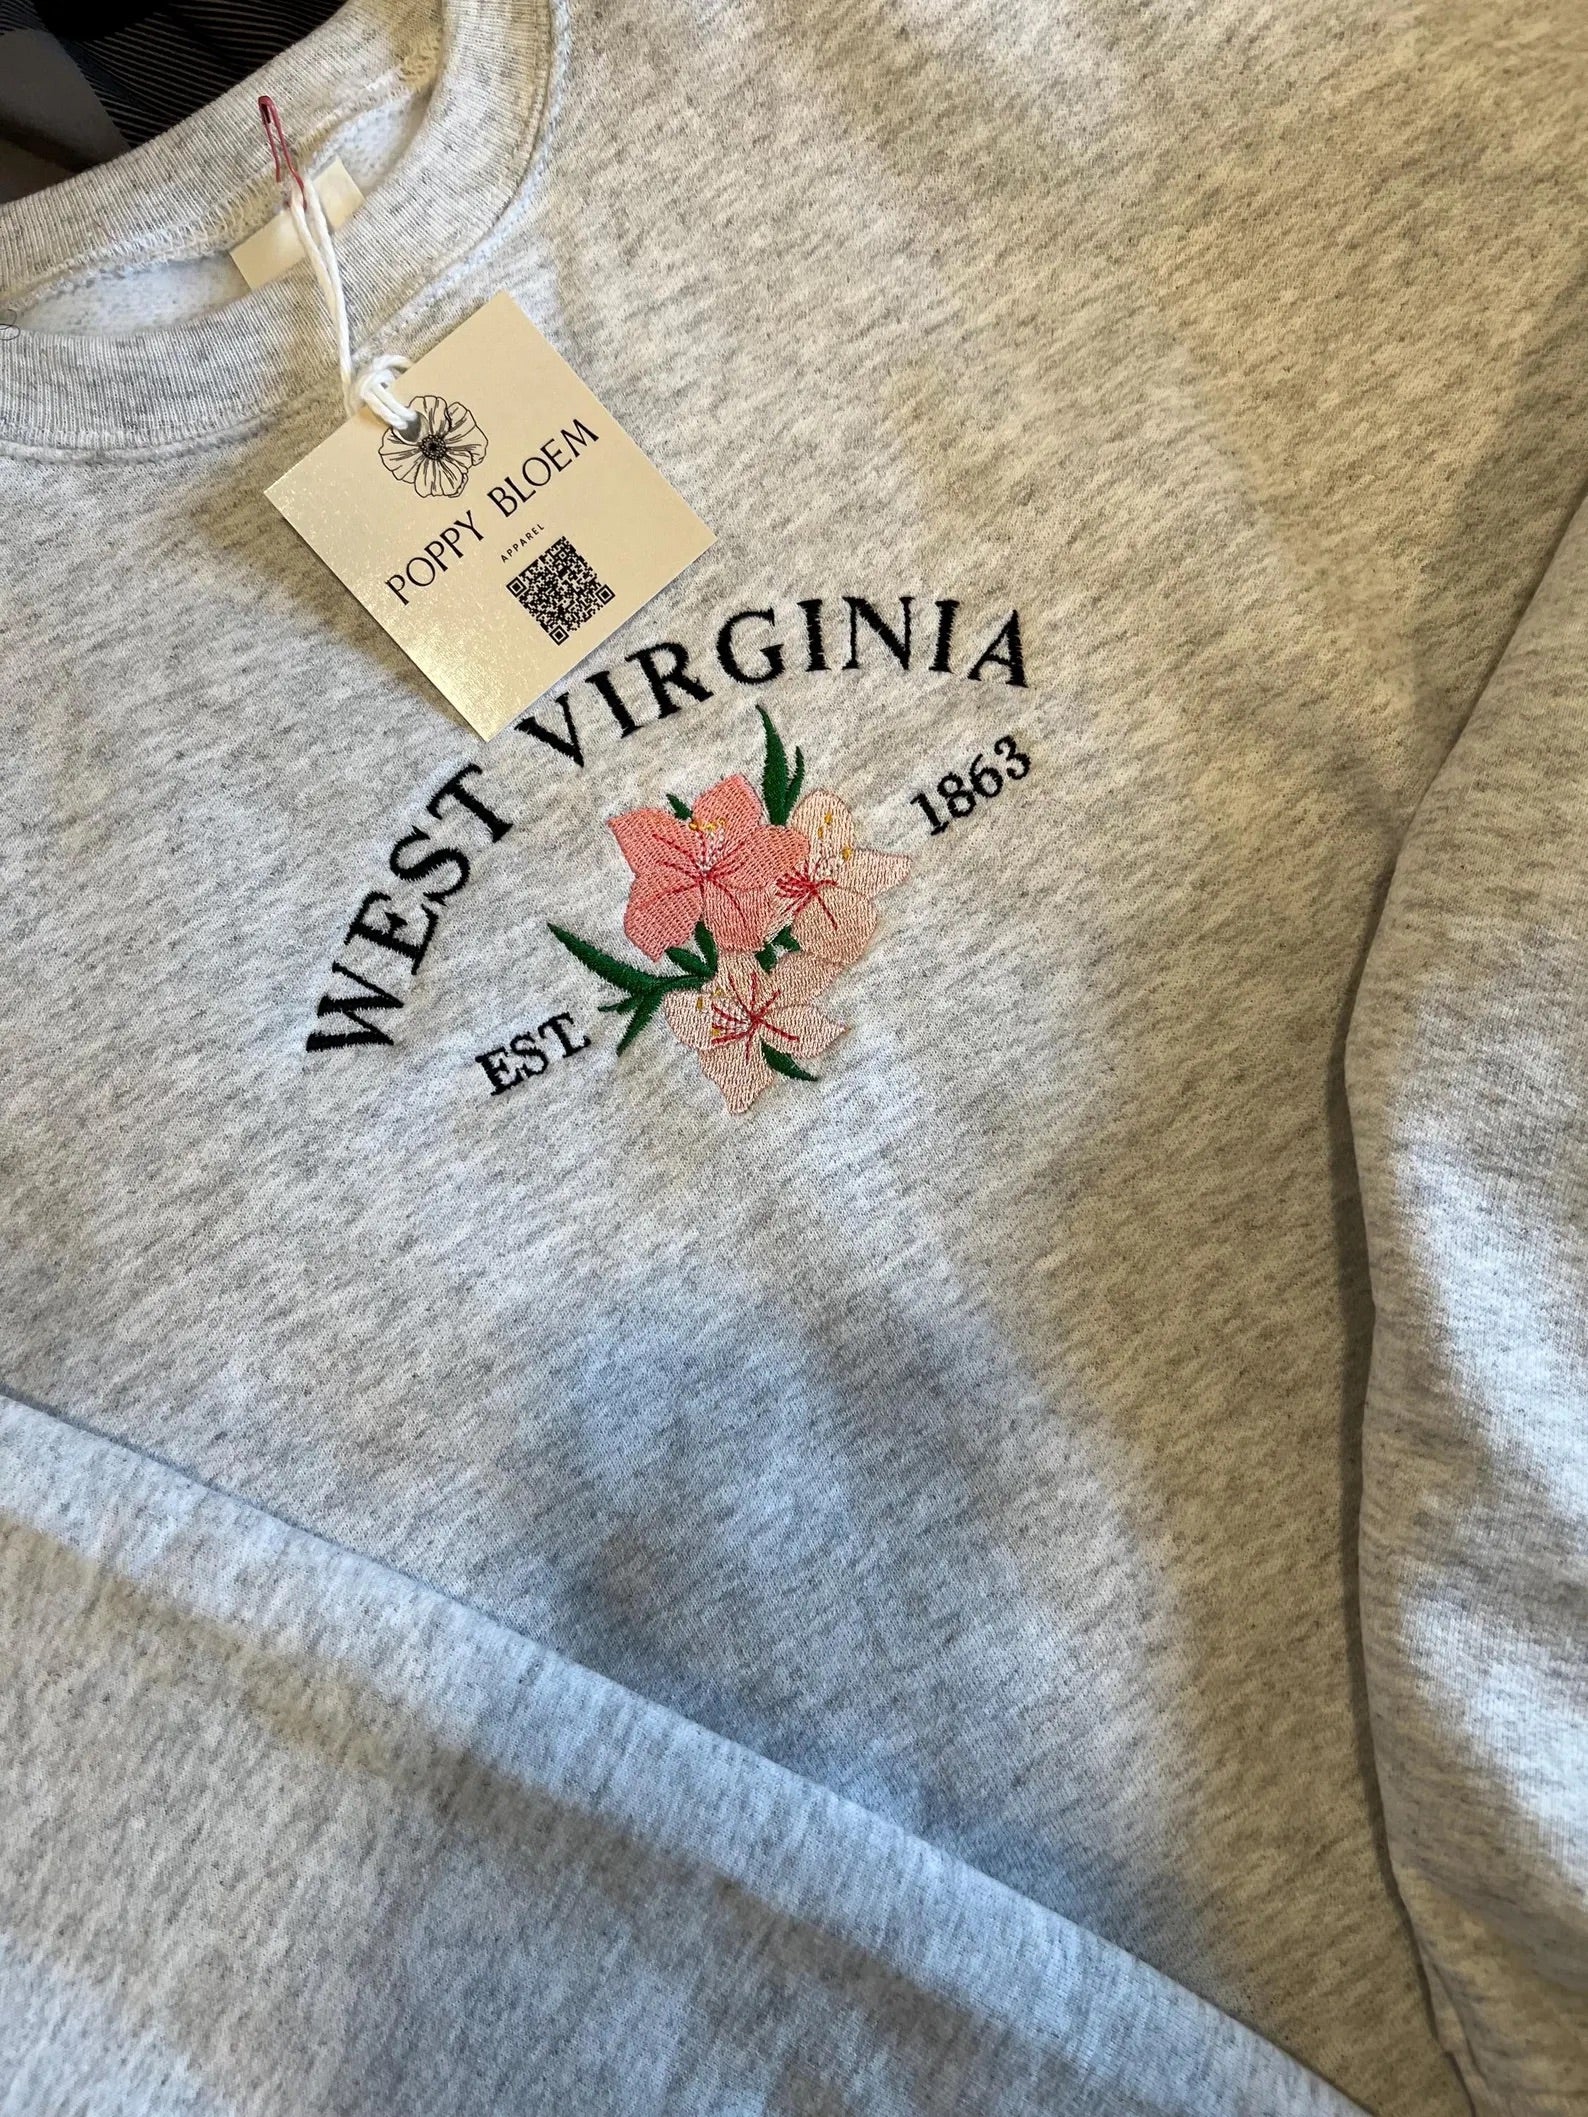 POPPY BLOEM
APPAREL
WEST VIRGINIA
EST. 1863